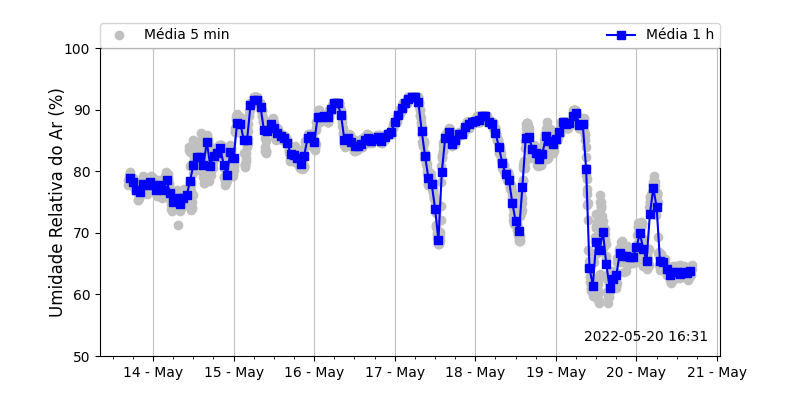 Média 5 min
Média 1 h
Umidade Relativa do Ar (%)
100
90
80
70
60
50
2022-05-20 16:31
14 - May
15 - May
16 - May
17 - May
18 - May
19 - May
20 - May
21 - May